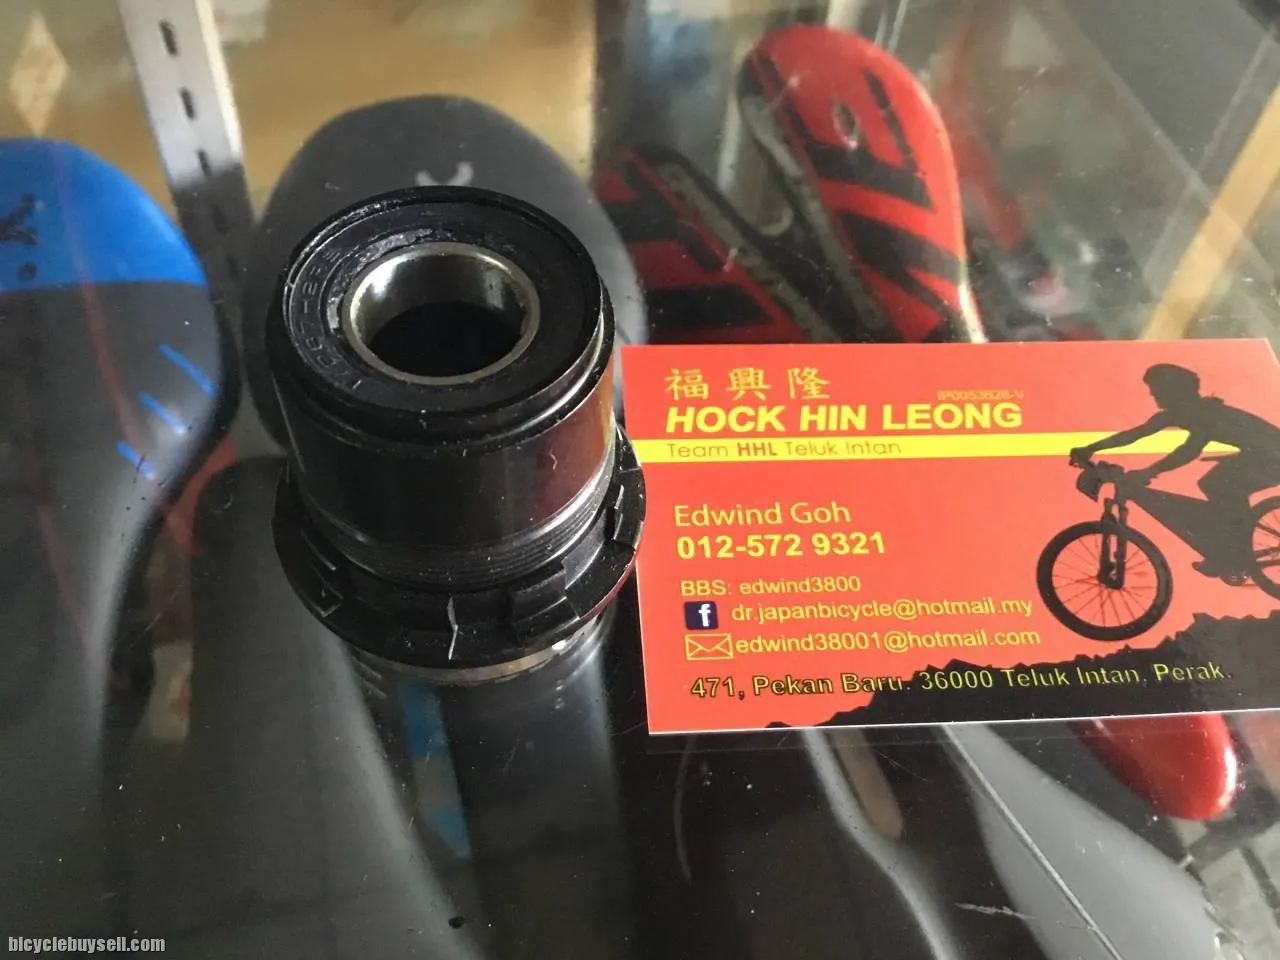 福興隆
IP0053828-V
HOCK HIN LEONG
Team HHL Teluk Intan
Edwind Goh
012-572 9321
BBS: edwind3800
f dr.japanbicycle@hotmail.my
edwind38001@hotmail.com
471, Pekan Baru. 36000 Teluk Intan, Perak.
bicyclebuysell.com